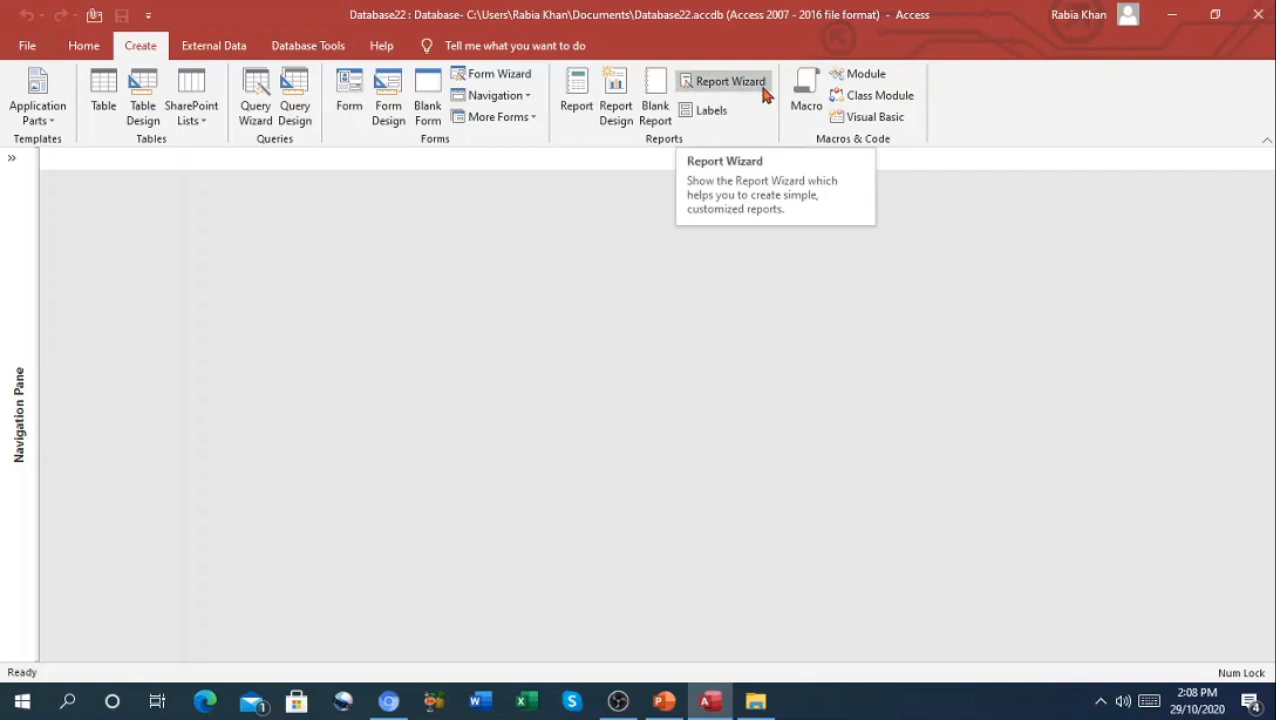 Database22 : Database- C:\Users\Rabia Khan\Documents\Database22.accdb (Access 2007 - 2016 file format) - Access
Rabia Khan
File Home Create External Data Database Tools Help Tell me what you want to do
Application Parts
Templates
Table
Table Design
SharePoint Lists
Tables
Query Wizard
Query Design
Queries
Form
Form Design
Blank Form
Form Wizard
Navigation
More Forms
Forms
Report
Report Design
Blank Report
Report Wizard
Labels
Reports
Macro
Module
Class Module
Visual Basic
Macros & Code
Report Wizard
Show the Report Wizard which
helps you to create simple,
customized reports.
Navigation Pane
Ready
Num Lock
2:08 PM
29/10/2020
1
4